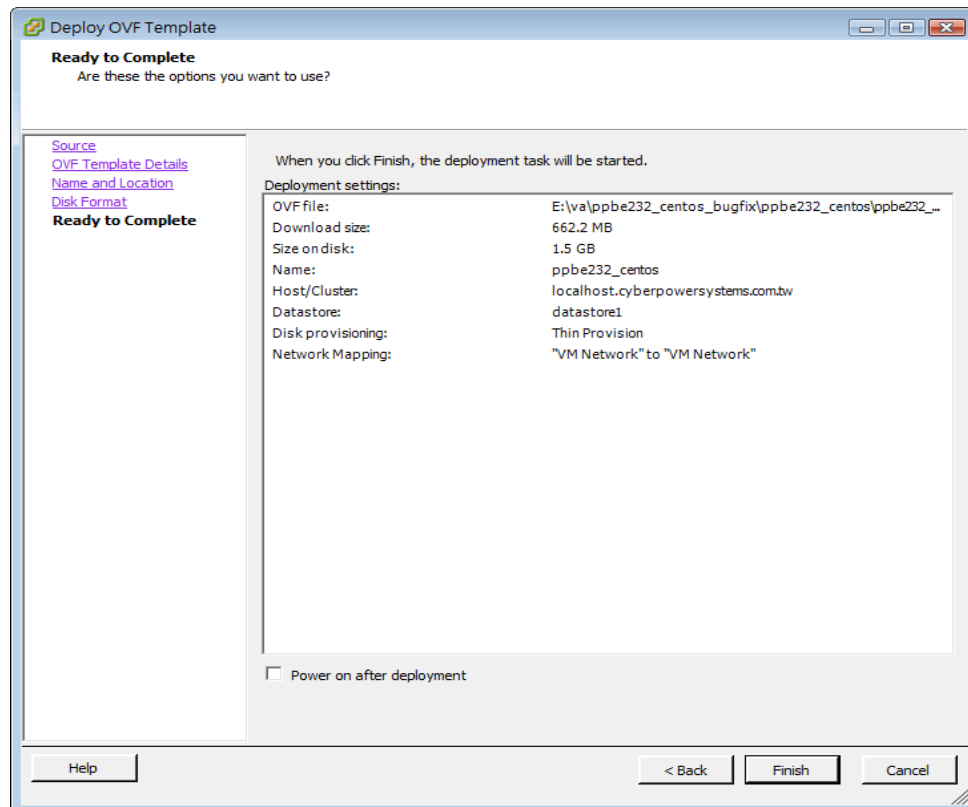 Deploy OVF Template
Ready to Complete
Are these the options you want to use?
Source
OVF Template Details
Name and Location
Disk Format
Ready to Complete
When you click Finish, the deployment task will be started.
Deployment settings:
OVF file: E:\va\ppbe232_centos_bugfix\ppbe232_centos\ppbe232_...
Download size: 662.2 MB
Size on disk: 1.5 GB
Name: ppbe232_centos
Host/Cluster: localhost.cyberpowersystems.com.tw
Datastore: datastore1
Disk provisioning: Thin Provision
Network Mapping: "VM Network" to "VM Network"
Power on after deployment
Help
< Back
Finish
Cancel